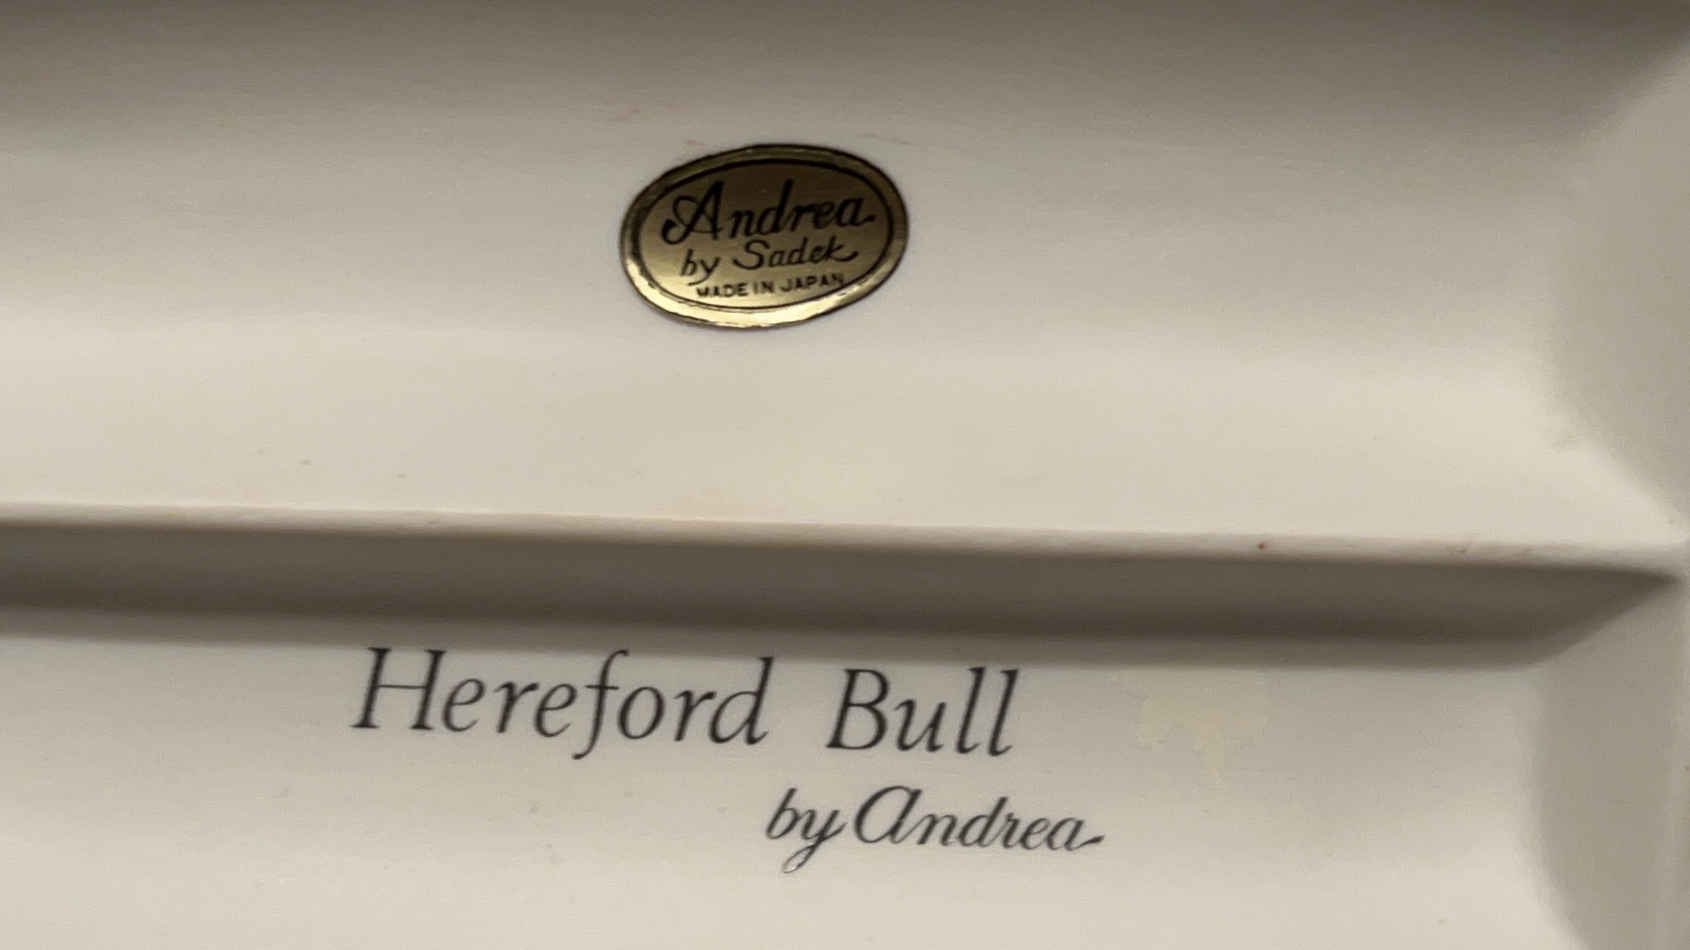 Andrea
by Sadek
MADE IN JAPAN
Hereford Bull
by Andrea